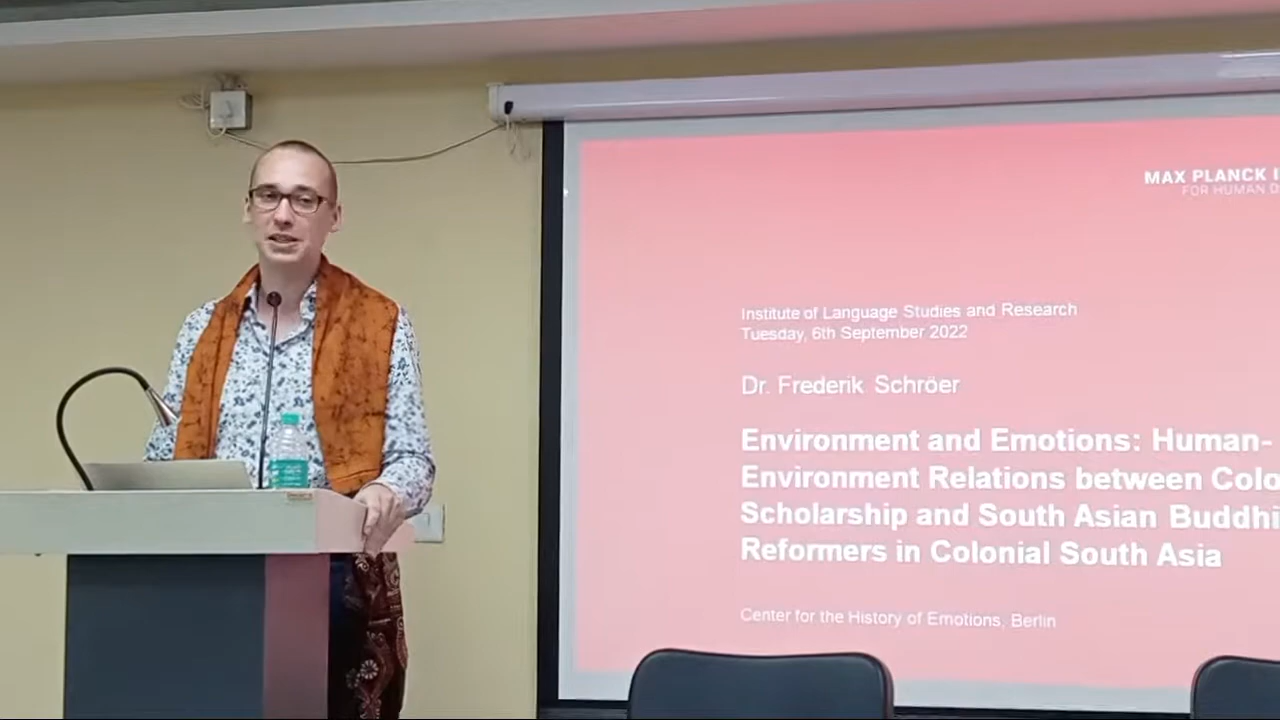 MAX PLANCK I
FOR HUMAN D
Institute of Language Studies and Research
Tuesday, 6th September 2022
Dr. Frederik Schröer
Environment and Emotions: Human-
Environment Relations between Colo
Scholarship and South Asian Buddhi
Reformers in Colonial South Asia
Center for the History of Emotions, Berlin